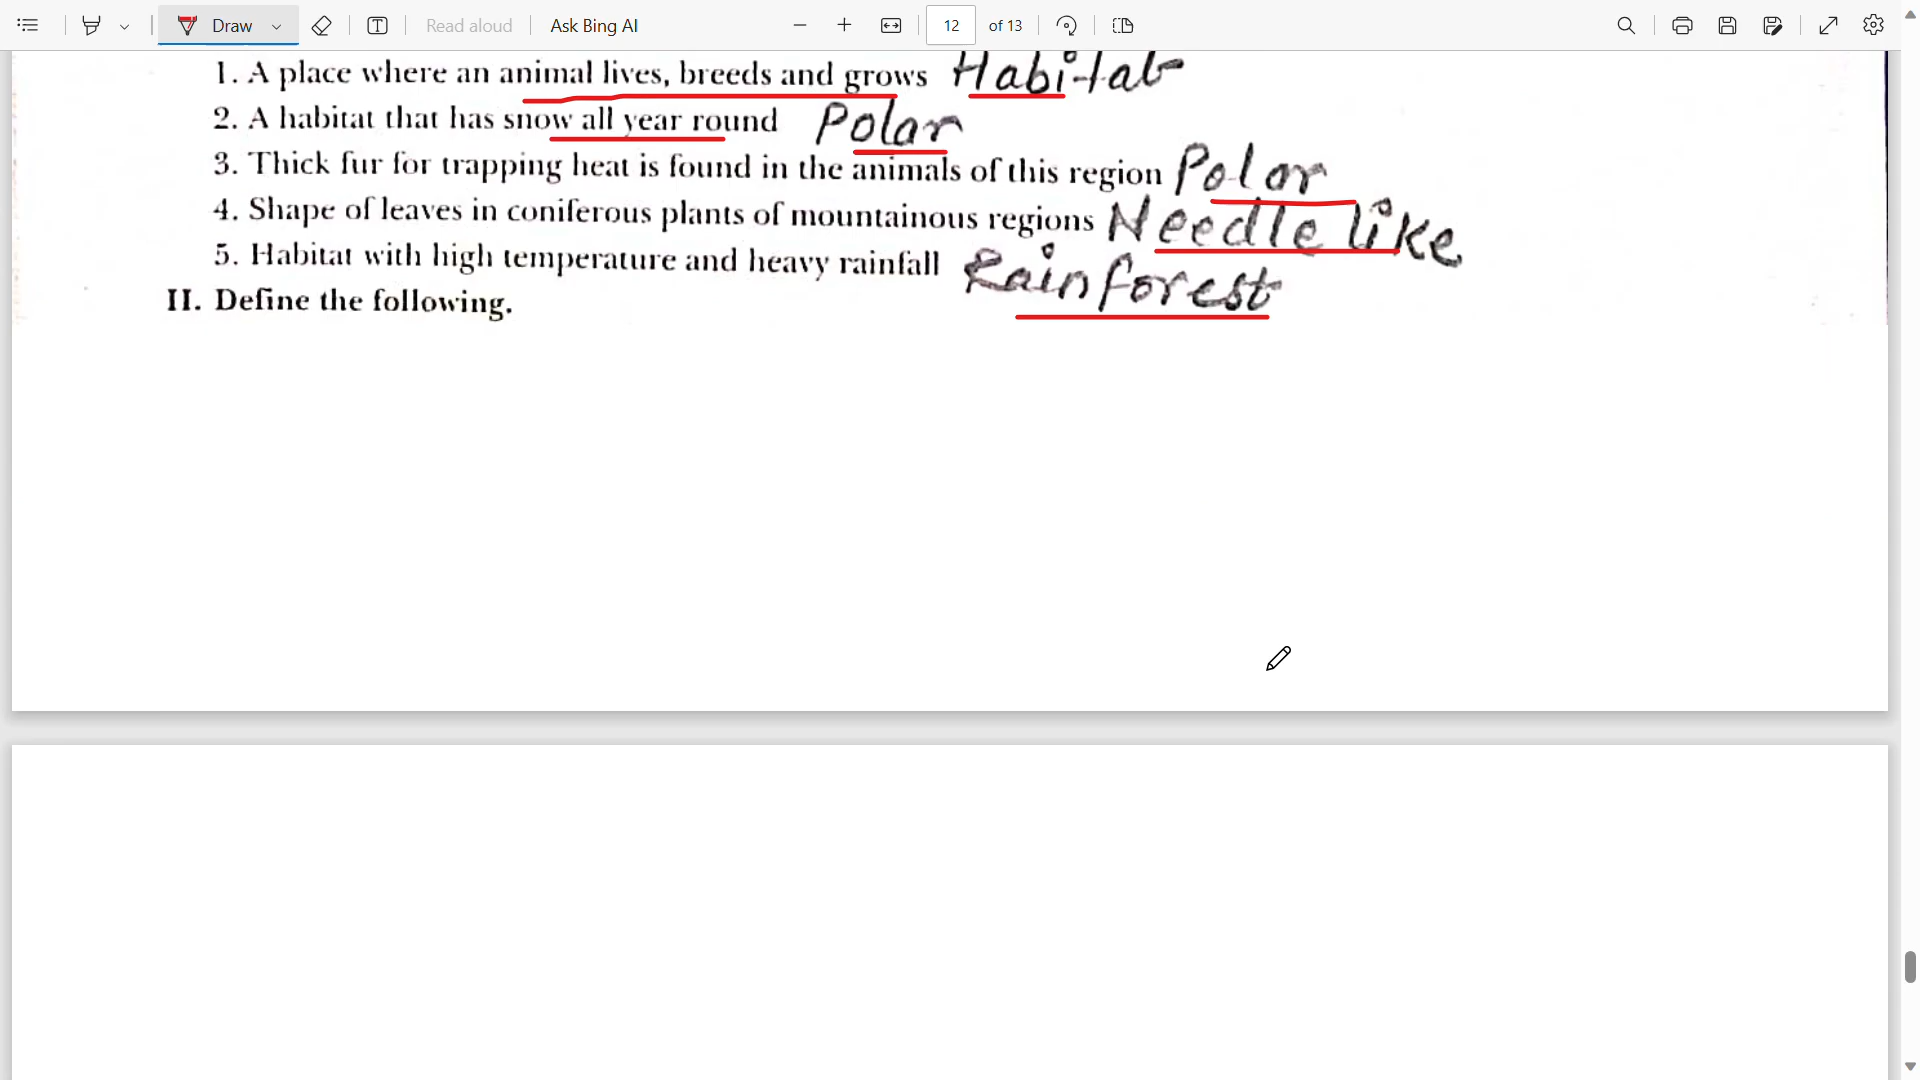 Draw Read aloud Ask Bing AI 12 of 13
1. A place where an animal lives, breeds and grows Habitat
2. A habitat that has snow all year round Polar
3. Thick fur for trapping heat is found in the animals of this region Polar
4. Shape of leaves in coniferous plants of mountainous regions Needle like
5. Habitat with high temperature and heavy rainfall Rainforest
II. Define the following.